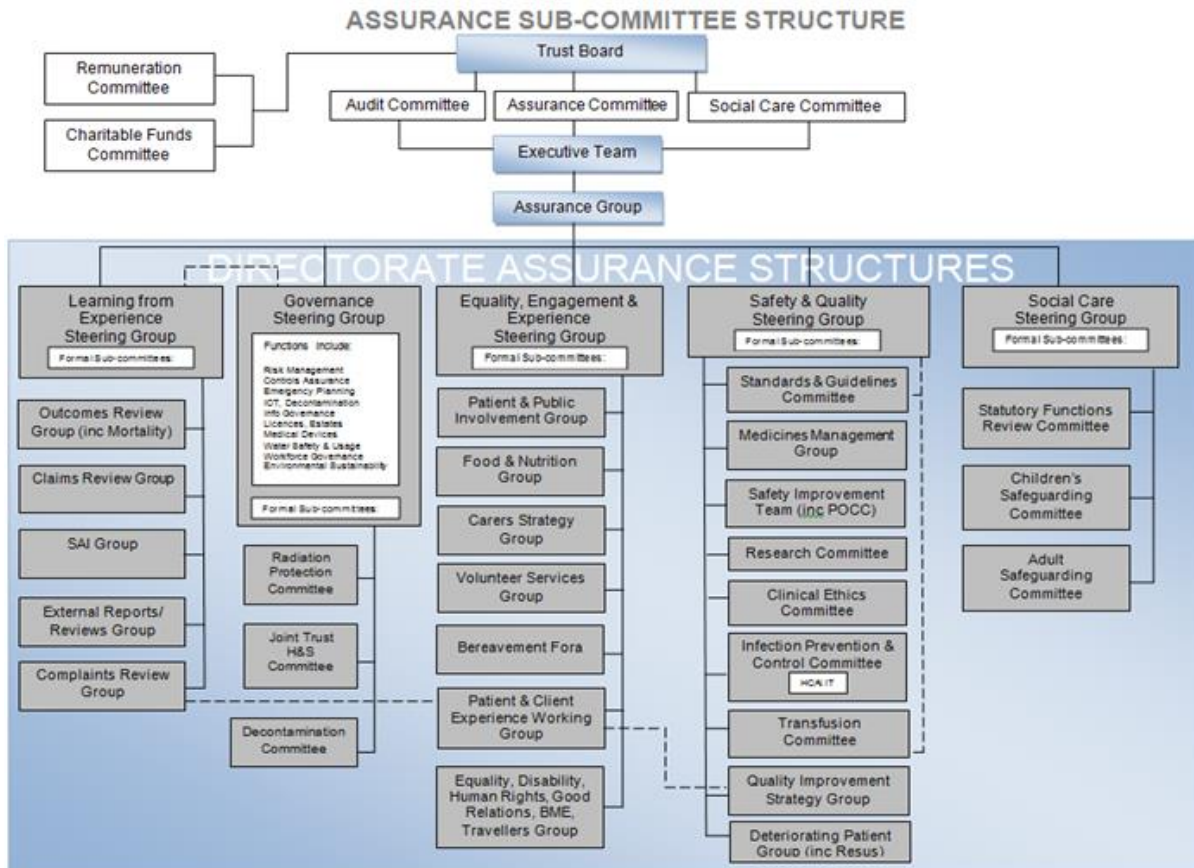 ASSURANCE SUB-COMMITTEE STRUCTURE
Trust Board
Remuneration
Committee
Charitable Funds
Committee
Audit Committee
Assurance Committee
Social Care Committee
Executive Team
Assurance Group
DIRECTORATE ASSURANCE STRUCTURES
Learning from
Experience
Steering Group
Formal Sub-committees:
Outcomes Review
Group (inc Mortality)
Claims Review Group
SAI Group
External Reports/
Reviews Group
Complaints Review
Group
Governance
Steering Group
Functions Include:
Risk Management
Controls Assurance
Emergency Planning
ICT, Decontamination
Info Governance
Licences, Estates
Medical Devices
Water Safety & Usage
Workforce Governance
Environmental Sustainability
Formal Sub-committees:
Radiation
Protection
Committee
Joint Trust
H&S
Committee
Decontamination
Committee
Equality, Engagement &
Experience
Steering Group
Formal Sub-committees:
Patient & Public
Involvement Group
Food & Nutrition
Group
Carers Strategy
Group
Volunteer Services
Group
Bereavement Fora
Patient & Client
Experience Working
Group
Equality, Disability,
Human Rights, Good
Relations, BME,
Travellers Group
Safety & Quality
Steering Group
Formal Sub-committees:
Standards & Guidelines
Committee
Medicines Management
Group
Safety Improvement
Team (inc POCC)
Research Committee
Clinical Ethics
Committee
Infection Prevention &
Control Committee
HCAI IT
Transfusion
Committee
Quality Improvement
Strategy Group
Deteriorating Patient
Group (inc Resus)
Social Care
Steering Group
Formal Sub-committees:
Statutory Functions
Review Committee
Children's
Safeguarding
Committee
Adult
Safeguarding
Committee